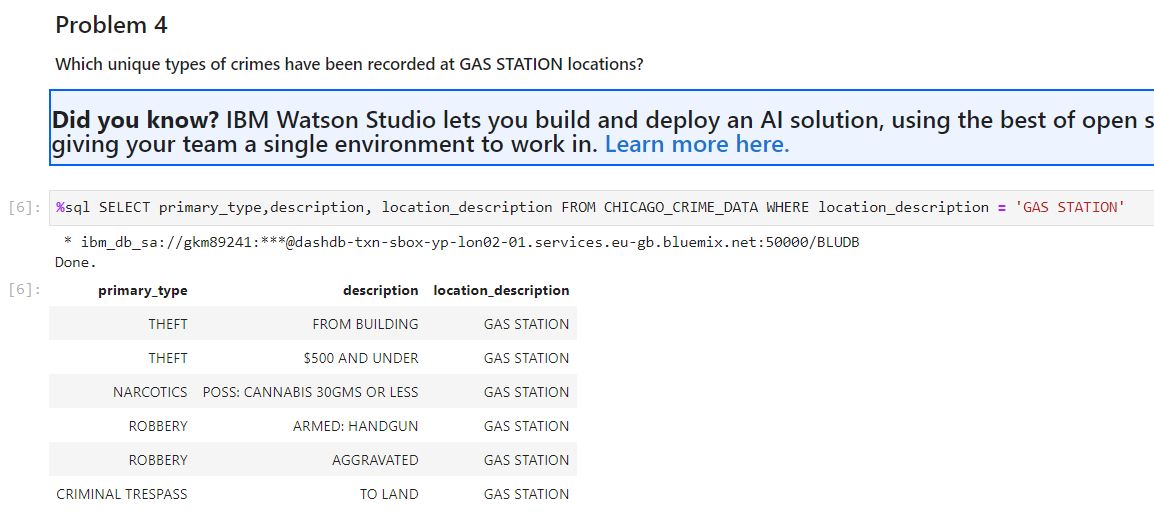 Problem 4
Which unique types of crimes have been recorded at GAS STATION locations?
Did you know? IBM Watson Studio lets you build and deploy an AI solution, using the best of open s
giving your team a single environment to work in. Learn more here.
[6]: %sql SELECT primary_type,description, location_description FROM CHICAGO_CRIME_DATA WHERE location_description = 'GAS STATION'
* ibm_db_sa://gkm89241:***@dashdb-txn-sbox-yp-lon02-01.services.eu-gb.bluemix.net:50000/BLUDB
Done.
[6]: primary_type description location_description
THEFT FROM BUILDING GAS STATION
THEFT $500 AND UNDER GAS STATION
NARCOTICS POSS: CANNABIS 30GMS OR LESS GAS STATION
ROBBERY ARMED: HANDGUN GAS STATION
ROBBERY AGGRAVATED GAS STATION
CRIMINAL TRESPASS TO LAND GAS STATION